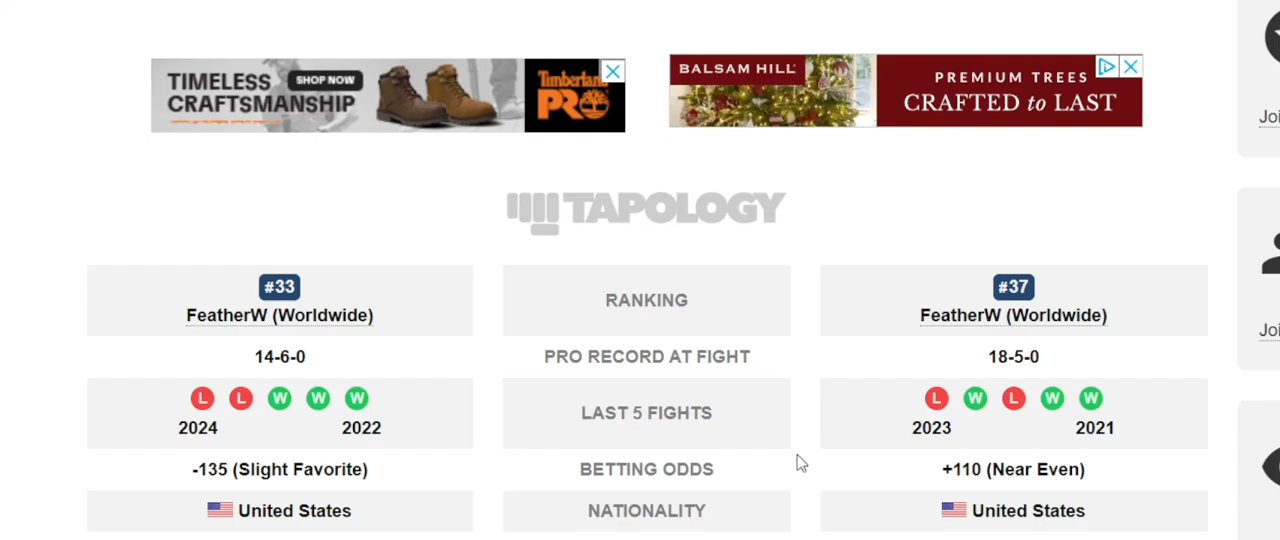 TIMELESS
CRAFTSMANSHIP
SHOP NOW
Timberland
PRO
BALSAM HILL
PREMIUM TREES
CRAFTED to LAST
TAPOLOGY
#33
FeatherW (Worldwide)
RANKING
#37
FeatherW (Worldwide)
14-6-0
PRO RECORD AT FIGHT
18-5-0
L L W W W
2024 2022
LAST 5 FIGHTS
L W L W W
2023 2021
-135 (Slight Favorite)
BETTING ODDS
+110 (Near Even)
United States
NATIONALITY
United States
Joi
Joi